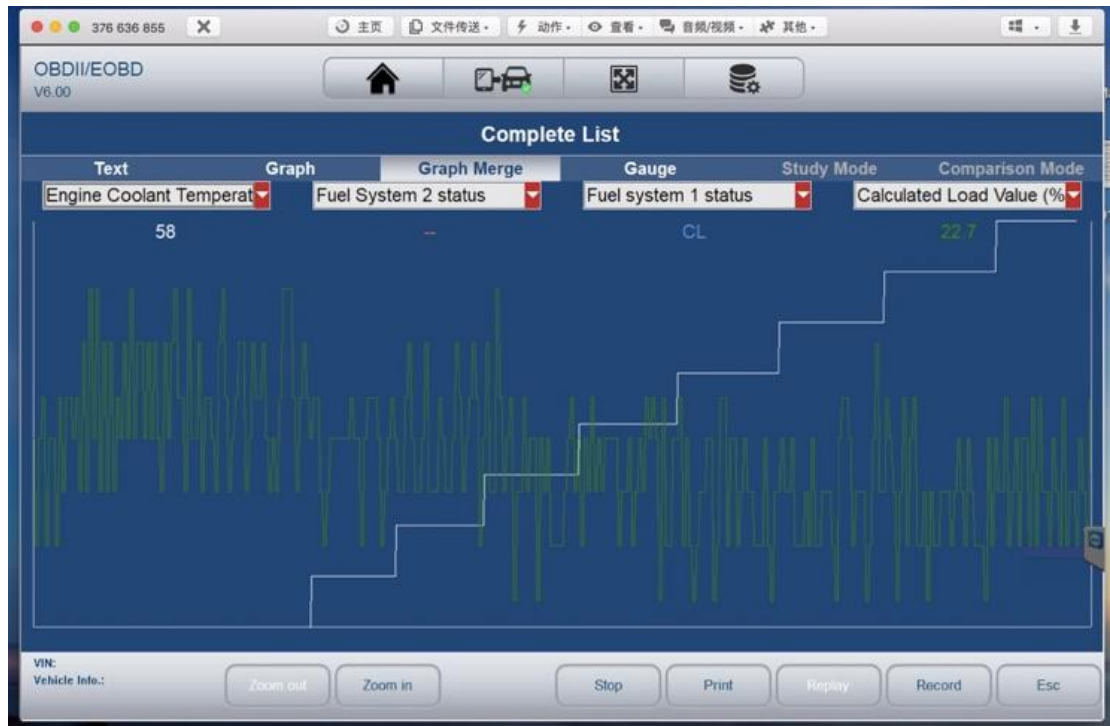 376 636 855
主页 文件传送 动作 查看 音频/视频 其他
OBDII/EOBD
V6.00
Complete List
Text Graph Graph Merge Gauge Study Mode Comparison Mode
Engine Coolant Temperat Fuel System 2 status Fuel system 1 status Calculated Load Value (%
58 -- CL 22.7
VIN:
Vehicle Info.:
Zoom out Zoom in Stop Print Replay Record Esc